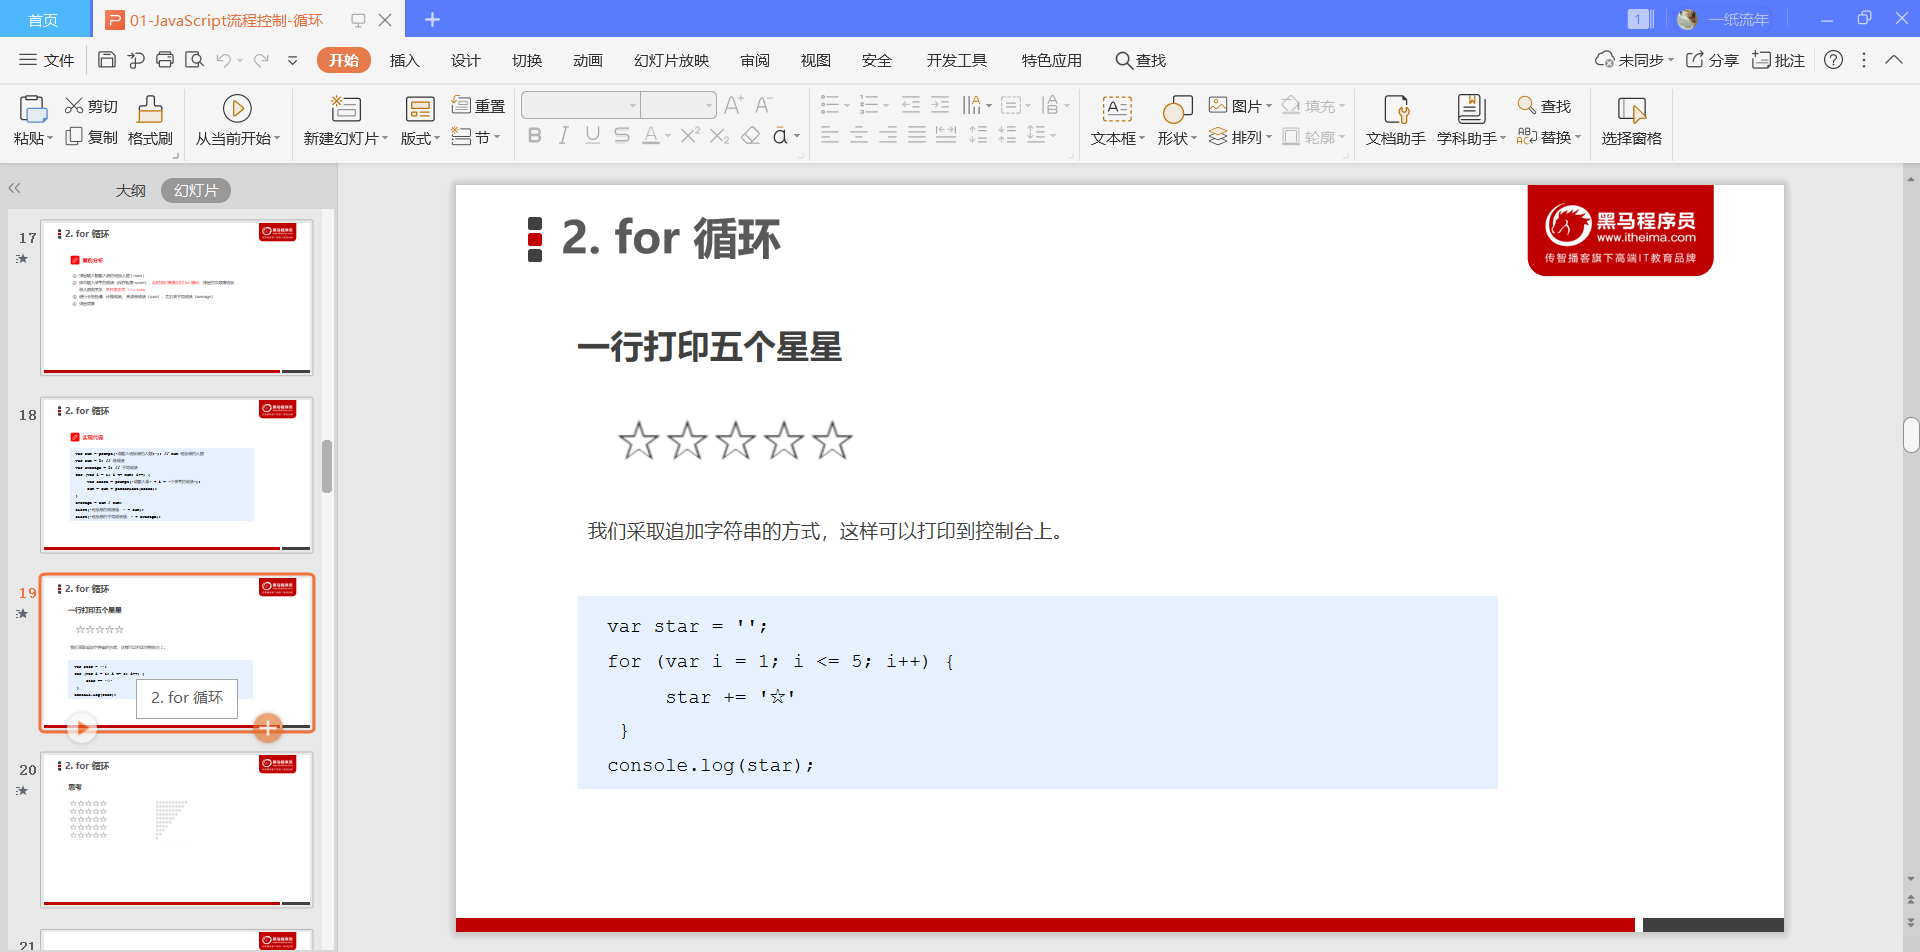 首页
01-JavaScript流程控制-循环
1
一纸流年
文件
开始
插入
设计
切换
动画
幻灯片放映
审阅
视图
安全
开发工具
特色应用
查找
未同步
分享
批注
粘贴
剪切
复制
格式刷
从当前开始
新建幻灯片
版式
重置
节
文本框
形状
图片
排列
填充
轮廓
文档助手
学科助手
查找
替换
选择窗格
大纲
幻灯片
17
2. for 循环
案例分析
18
2. for 循环
实现代码
19
2. for 循环
一行打印五个星星
☆☆☆☆☆
2. for 循环
20
2. for 循环
思考
21
2. for 循环
黑马程序员
www.itheima.com
传智播客旗下高端IT教育品牌
一行打印五个星星
☆☆☆☆☆
我们采取追加字符串的方式，这样可以打印到控制台上。
var star = '';
for (var i = 1; i <= 5; i++) {
star += '☆'
}
console.log(star);